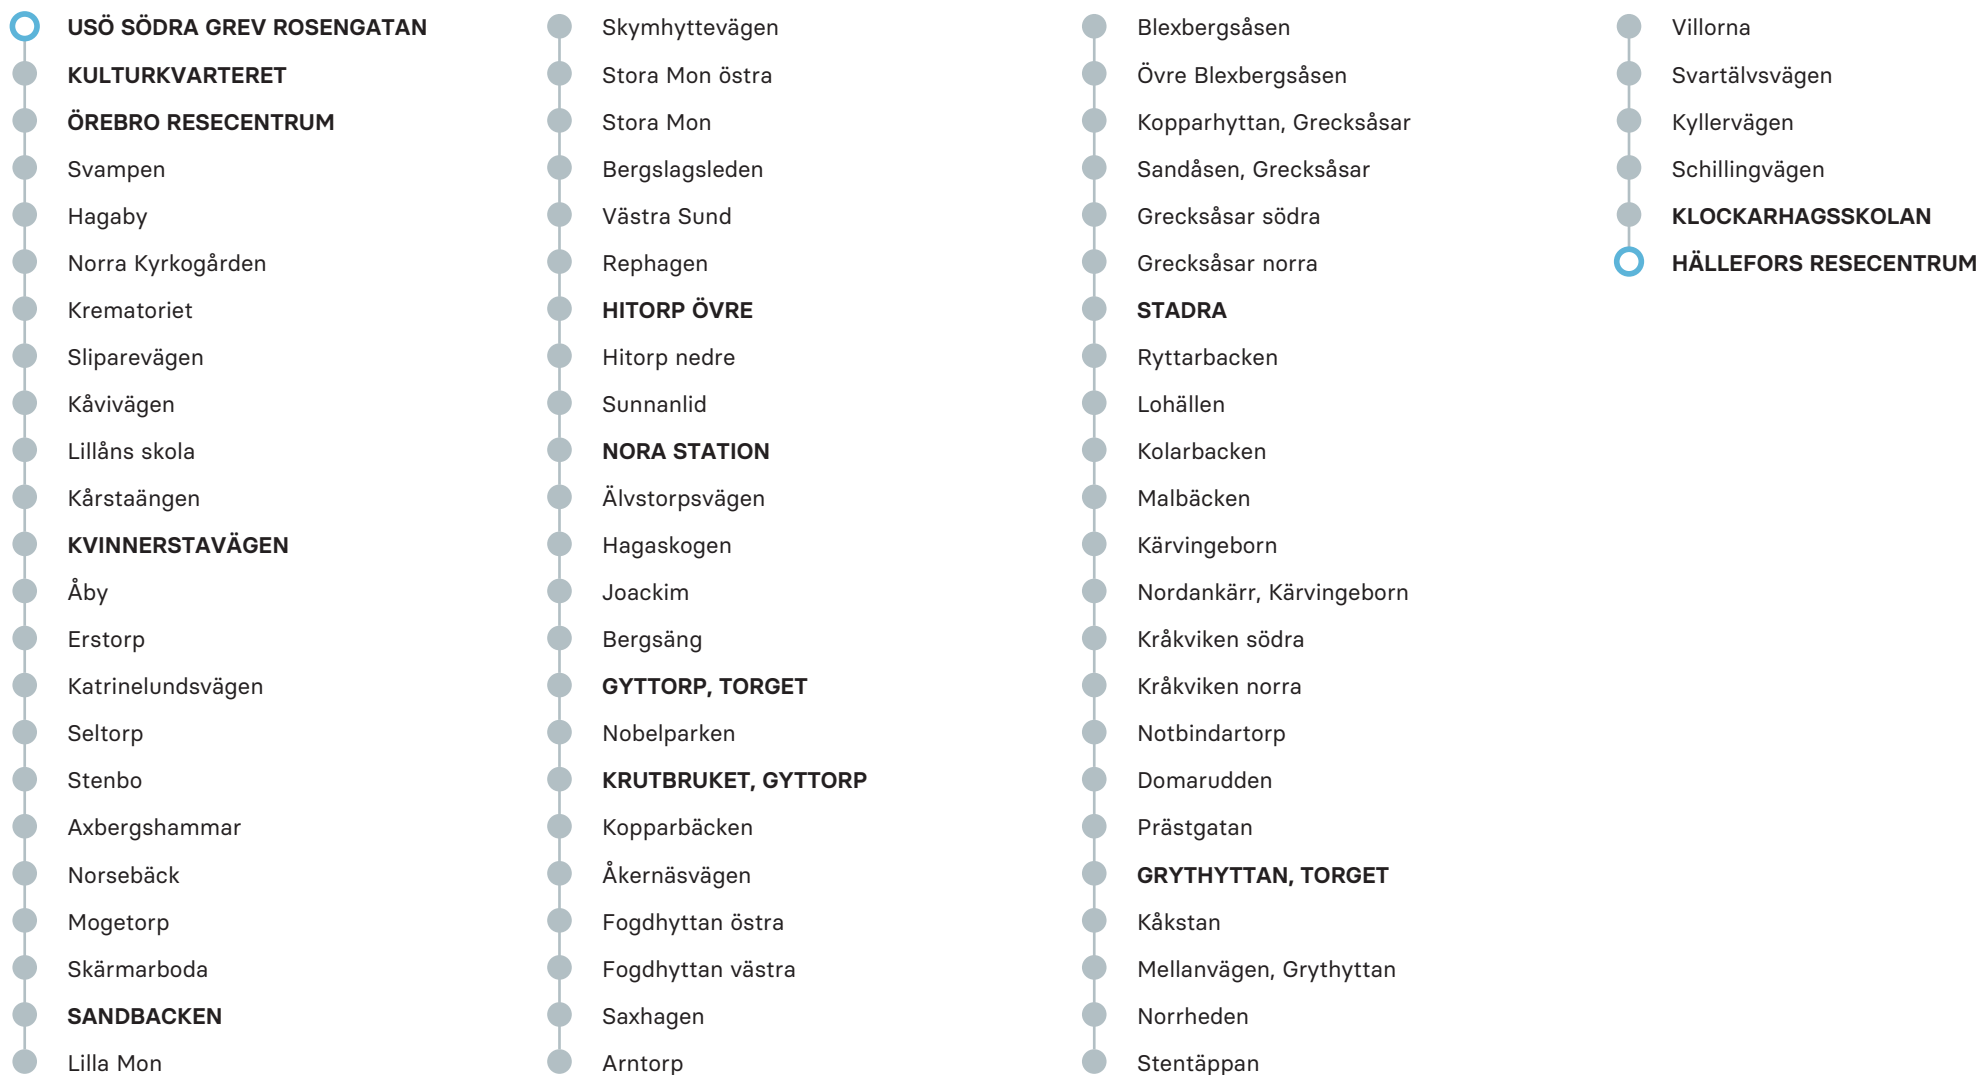 USÖ SÖDRA GREV ROSENGATAN
KULTURKVARTERET
ÖREBRO RESECENTRUM
Svampen
Hagaby
Norra Kyrkogården
Krematoriet
Sliparevägen
Kåvivägen
Lillåns skola
Kårstaängen
KVINNERSTAVÄGEN
Åby
Erstorp
Katrinelundsvägen
Seltorp
Stenbo
Axbergshammar
Norsebäck
Mogetorp
Skärmarboda
SANDBACKEN
Lilla Mon
Skymhyttevägen
Stora Mon östra
Stora Mon
Bergslagsleden
Västra Sund
Rephagen
HITORP ÖVRE
Hitorp nedre
Sunnanlid
NORA STATION
Älvstorpsvägen
Hagaskogen
Joackim
Bergsäng
GYTTORP, TORGET
Nobelparken
KRUTBRUKET, GYTTORP
Kopparbäcken
Åkernäsvägen
Fogdhyttan östra
Fogdhyttan västra
Saxhagen
Arntorp
Blexbergsåsen
Övre Blexbergsåsen
Kopparhyttan, Grecksåsar
Sandåsen, Grecksåsar
Grecksåsar södra
Grecksåsar norra
STADRA
Ryttarbacken
Lohällen
Kolarbacken
Malbäcken
Kärvingeborn
Nordankärr, Kärvingeborn
Kråkviken södra
Kråkviken norra
Notbindartorp
Domarudden
Prästgatan
GRYTHYTTAN, TORGET
Kåkstan
Mellanvägen, Grythyttan
Norrheden
Stentäppan
Villorna
Svartälvsvägen
Kyllervägen
Schillingvägen
KLOCKARHAGSSKOLAN
HÄLLEFORS RESECENTRUM